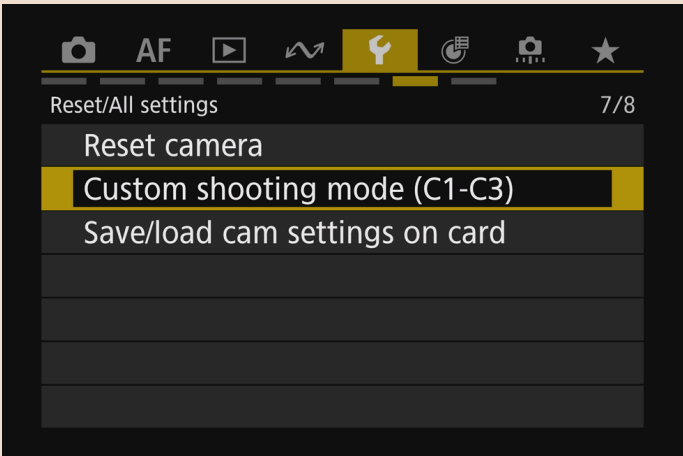 AF
Reset/All settings 7/8
Reset camera
Custom shooting mode (C1-C3)
Save/load cam settings on card